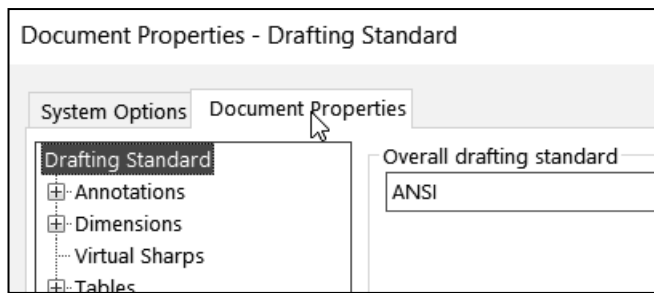 Document Properties - Drafting Standard
System Options
Document Properties
Drafting Standard
Annotations
Dimensions
Virtual Sharps
Tables
Overall drafting standard
ANSI